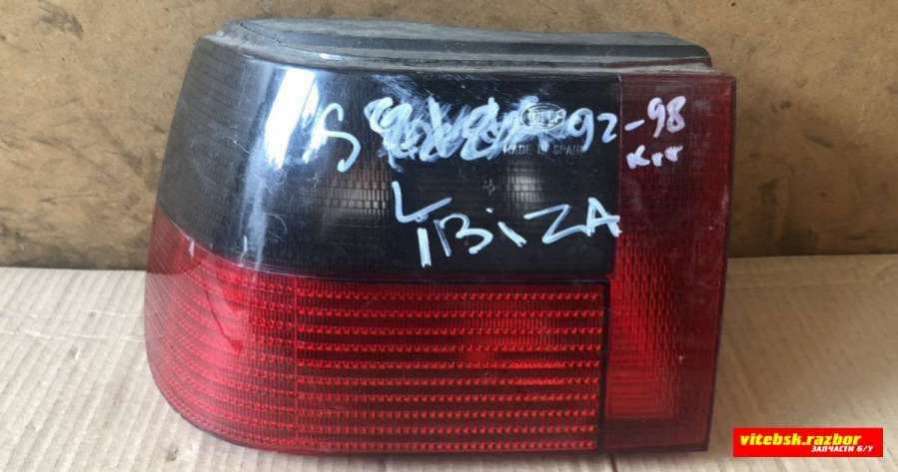 S 92-98
MADE IN SPAIN
L
iBiZA
vitebsk.razbor
ЗАПЧАСТИ Б/У